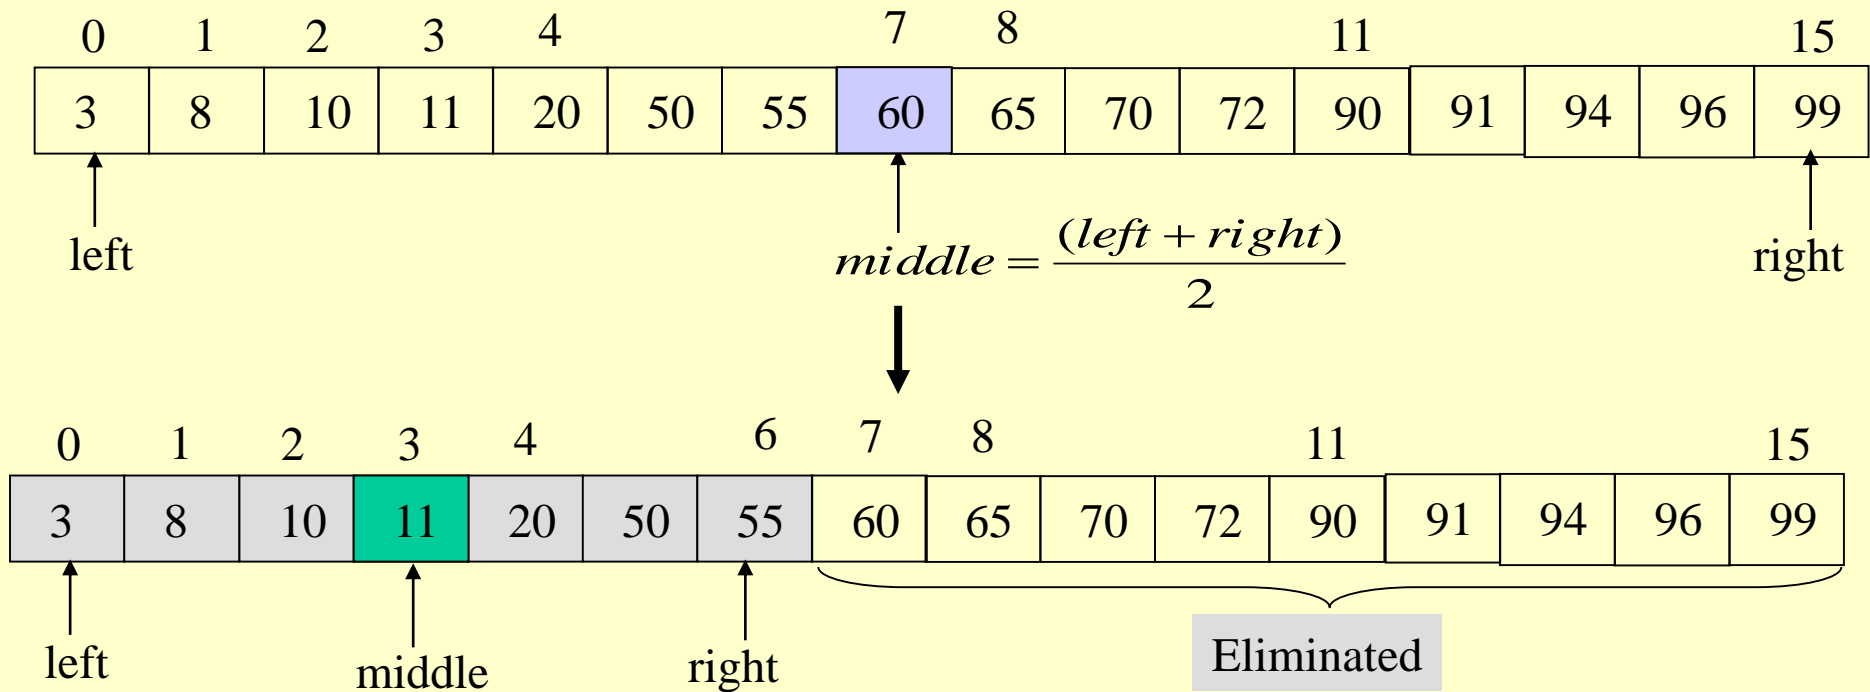 0 1 2 3 4 7 8 11 15
3 8 10 11 20 50 55 60 65 70 72 90 91 94 96 99
left middle = (left + right) / 2 right
0 1 2 3 4 6 7 8 11 15
3 8 10 11 20 50 55 60 65 70 72 90 91 94 96 99
left middle right Eliminated